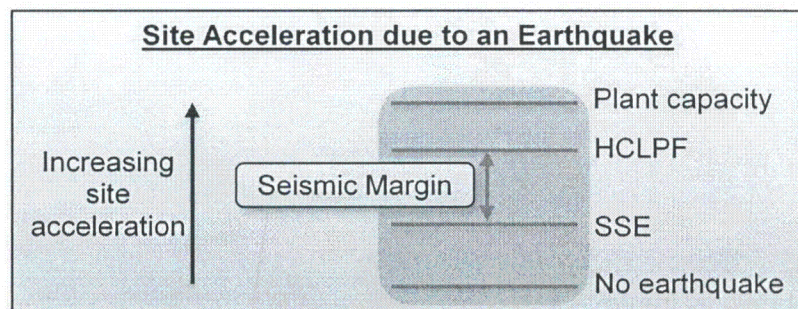 Site Acceleration due to an Earthquake
Plant capacity
HCLPF
Increasing
site
acceleration
Seismic Margin
SSE
No earthquake